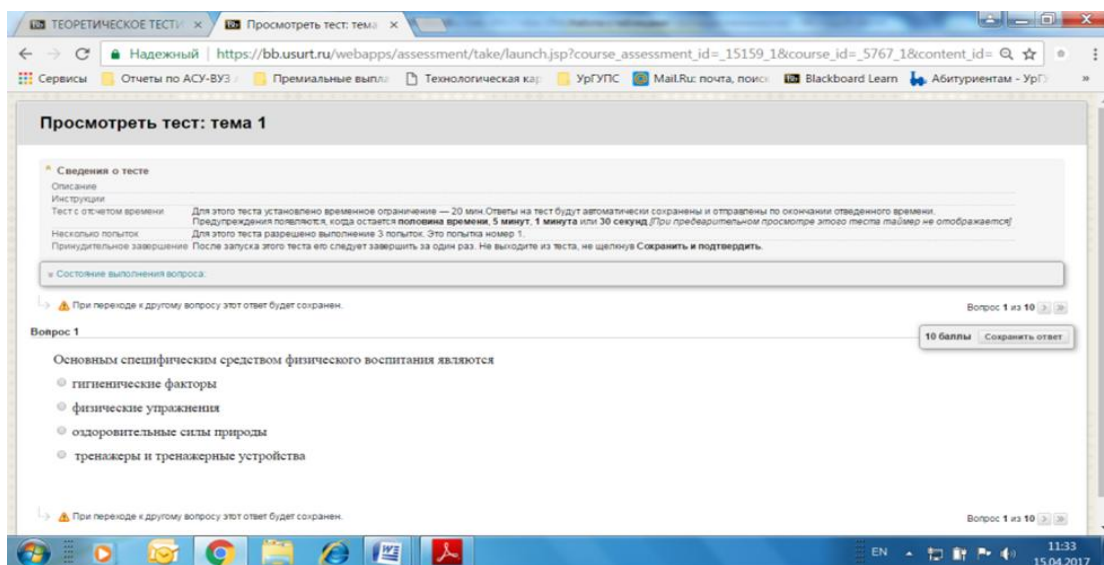 ТЕОРЕТИЧЕСКОЕ ТЕСТИ
Просмотреть тест: тема
Надежный | https://bb.usurt.ru/webapps/assessment/take/launch.jsp?course_assessment_id=_15159_1&course_id=_5767_1&content_id=
Сервисы Отчеты по АСУ-ВУЗ Премиальные выпла Технологическая кар УрГУПС Mail.Ru: почта, поиск Blackboard Learn Абитуриентам - УрГ
Просмотреть тест: тема 1
Сведения о тесте
Описание
Инструкции
Тест с отсчетом времени Для этого теста установлено временное ограничение — 20 мин.Ответы на тест будут автоматически сохранены и отправлены по окончании отведенного времени.
Предупреждения появляются, когда остается половина времени, 5 минут, 1 минута или 30 секунд.[При предварительном просмотре этого теста таймер не отображается]
Несколько попыток Для этого теста разрешено выполнение 3 попыток. Это попытка номер 1.
Принудительное завершение После запуска этого теста его следует завершить за один раз. Не выходите из теста, не щелкнув Сохранить и подтвердить.
Состояние выполнения вопроса:
При переходе к другому вопросу этот ответ будет сохранен. Вопрос 1 из 10
Вопрос 1
10 баллы Сохранить ответ
Основным специфическим средством физического воспитания являются
гигиенические факторы
физические упражнения
оздоровительные силы природы
тренажеры и тренажерные устройства
При переходе к другому вопросу этот ответ будет сохранен. Вопрос 1 из 10
EN
11:33
15.04.2017